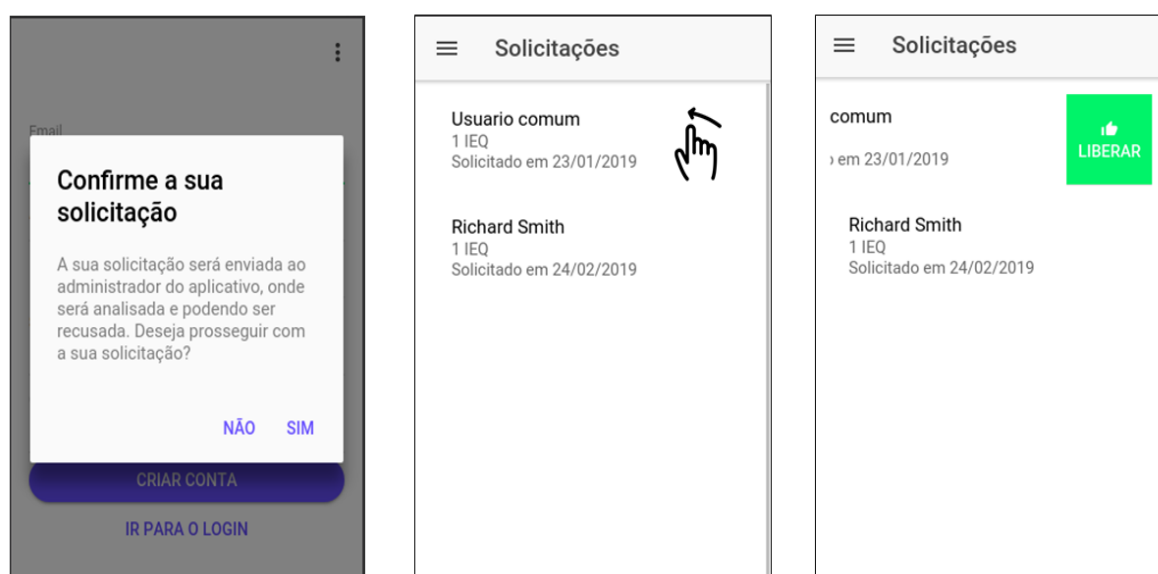 Email
Confirme a sua
solicitação
A sua solicitação será enviada ao
administrador do aplicativo, onde
será analisada e podendo ser
recusada. Deseja prosseguir com
a sua solicitação?
NÃO SIM
CRIAR CONTA
IR PARA O LOGIN
Solicitações
Usuario comum
1 IEQ
Solicitado em 23/01/2019
Richard Smith
1 IEQ
Solicitado em 24/02/2019
Solicitações
comum
em 23/01/2019
LIBERAR
Richard Smith
1 IEQ
Solicitado em 24/02/2019